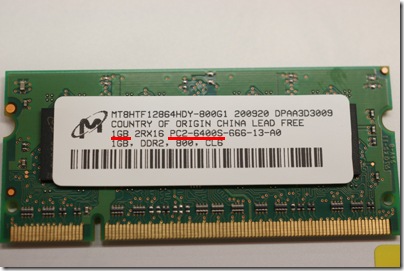 MT8HTF12864HDY-800G1 200920 DPAA3D3009
COUNTRY OF ORIGIN CHINA LEAD FREE
1GB 2RX16 PC2-6400S-666-13-A0
1GB, DDR2, 800, CL6